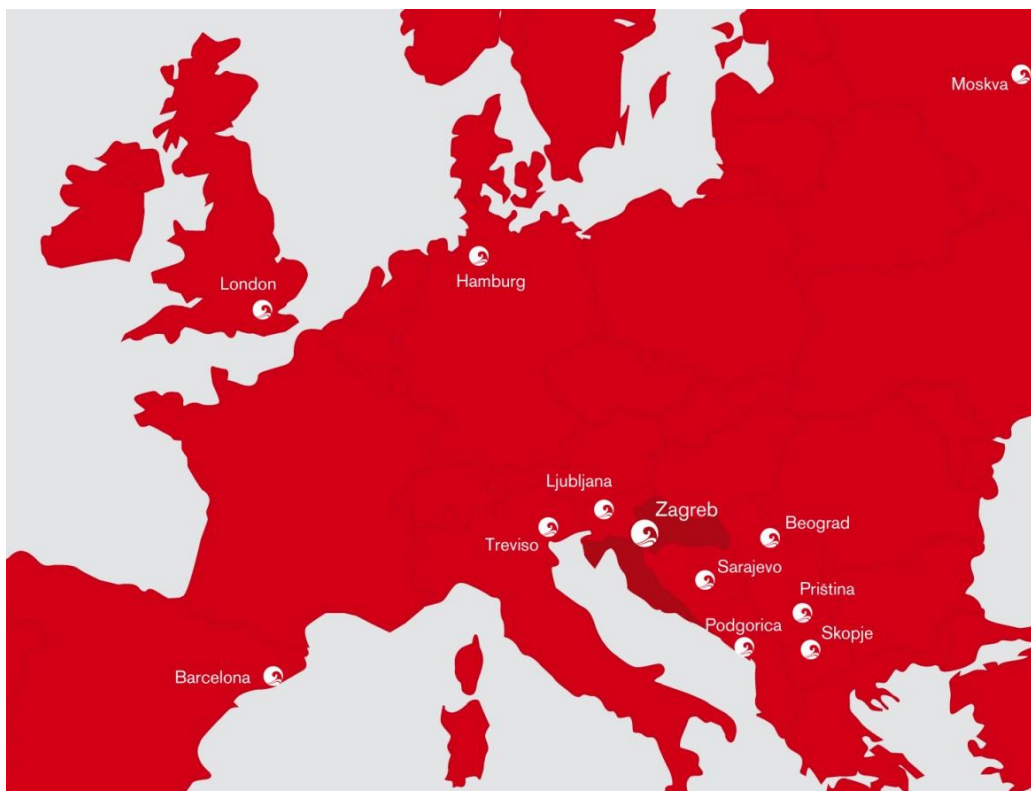 Moskva
London
Hamburg
Ljubljana
Zagreb
Treviso
Beograd
Sarajevo
Priština
Podgorica
Skopje
Barcelona